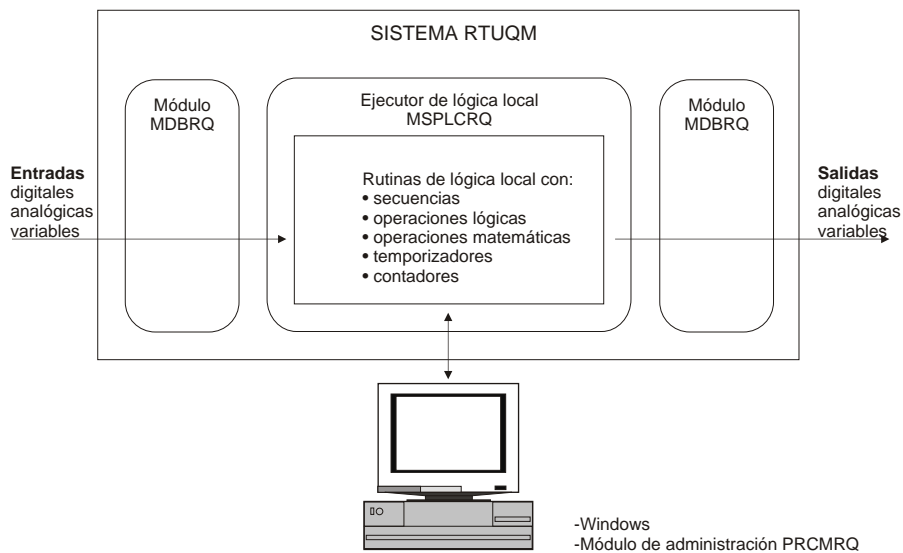 SISTEMA RTUQM
Módulo
MDBRQ
Ejecutor de lógica local
MSPLCRQ
Módulo
MDBRQ
Entradas
digitales
analógicas
variables
Rutinas de lógica local con:
• secuencias
• operaciones lógicas
• operaciones matemáticas
• temporizadores
• contadores
Salidas
digitales
analógicas
variables
-Windows
-Módulo de administración PRCMRQ